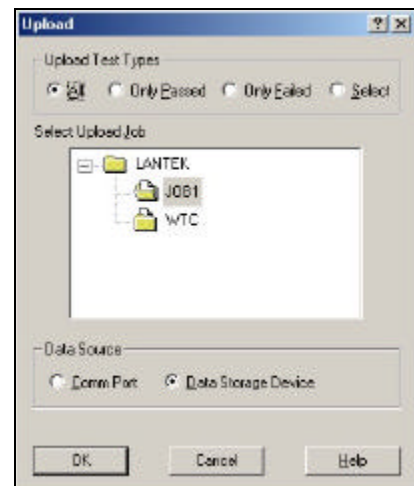 Upload
Upload Test Types
All Only Passed Only Failed Select
Select Upload Job
LANTEK
JOB1
WTC
Data Source
Comm Port Data Storage Device
OK Cancel Help